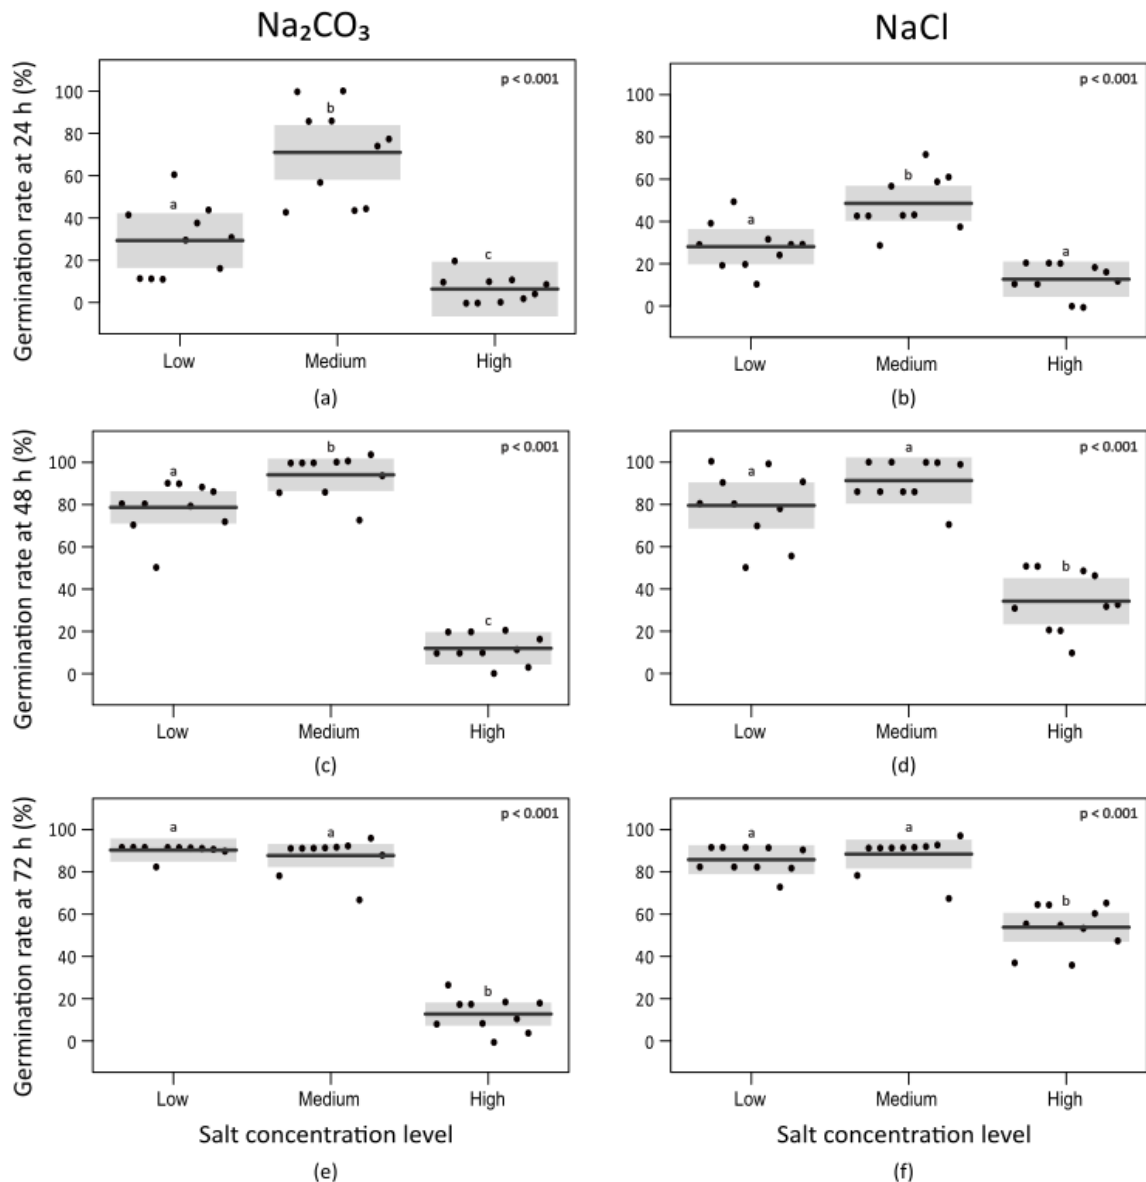 Na₂CO₃ NaCl
Germination rate at 24 h (%)
p < 0.001
100
80
60
40
20
0
a
b
c
Low Medium High
(a)
p < 0.001
100
80
60
40
20
0
a
b
a
Low Medium High
(b)
Germination rate at 48 h (%)
p < 0.001
100
80
60
40
20
0
a
b
c
Low Medium High
(c)
p < 0.001
100
80
60
40
20
0
a
a
b
Low Medium High
(d)
Germination rate at 72 h (%)
p < 0.001
100
80
60
40
20
0
a
a
b
Low Medium High
Salt concentration level
(e)
p < 0.001
100
80
60
40
20
0
a
a
b
Low Medium High
Salt concentration level
(f)